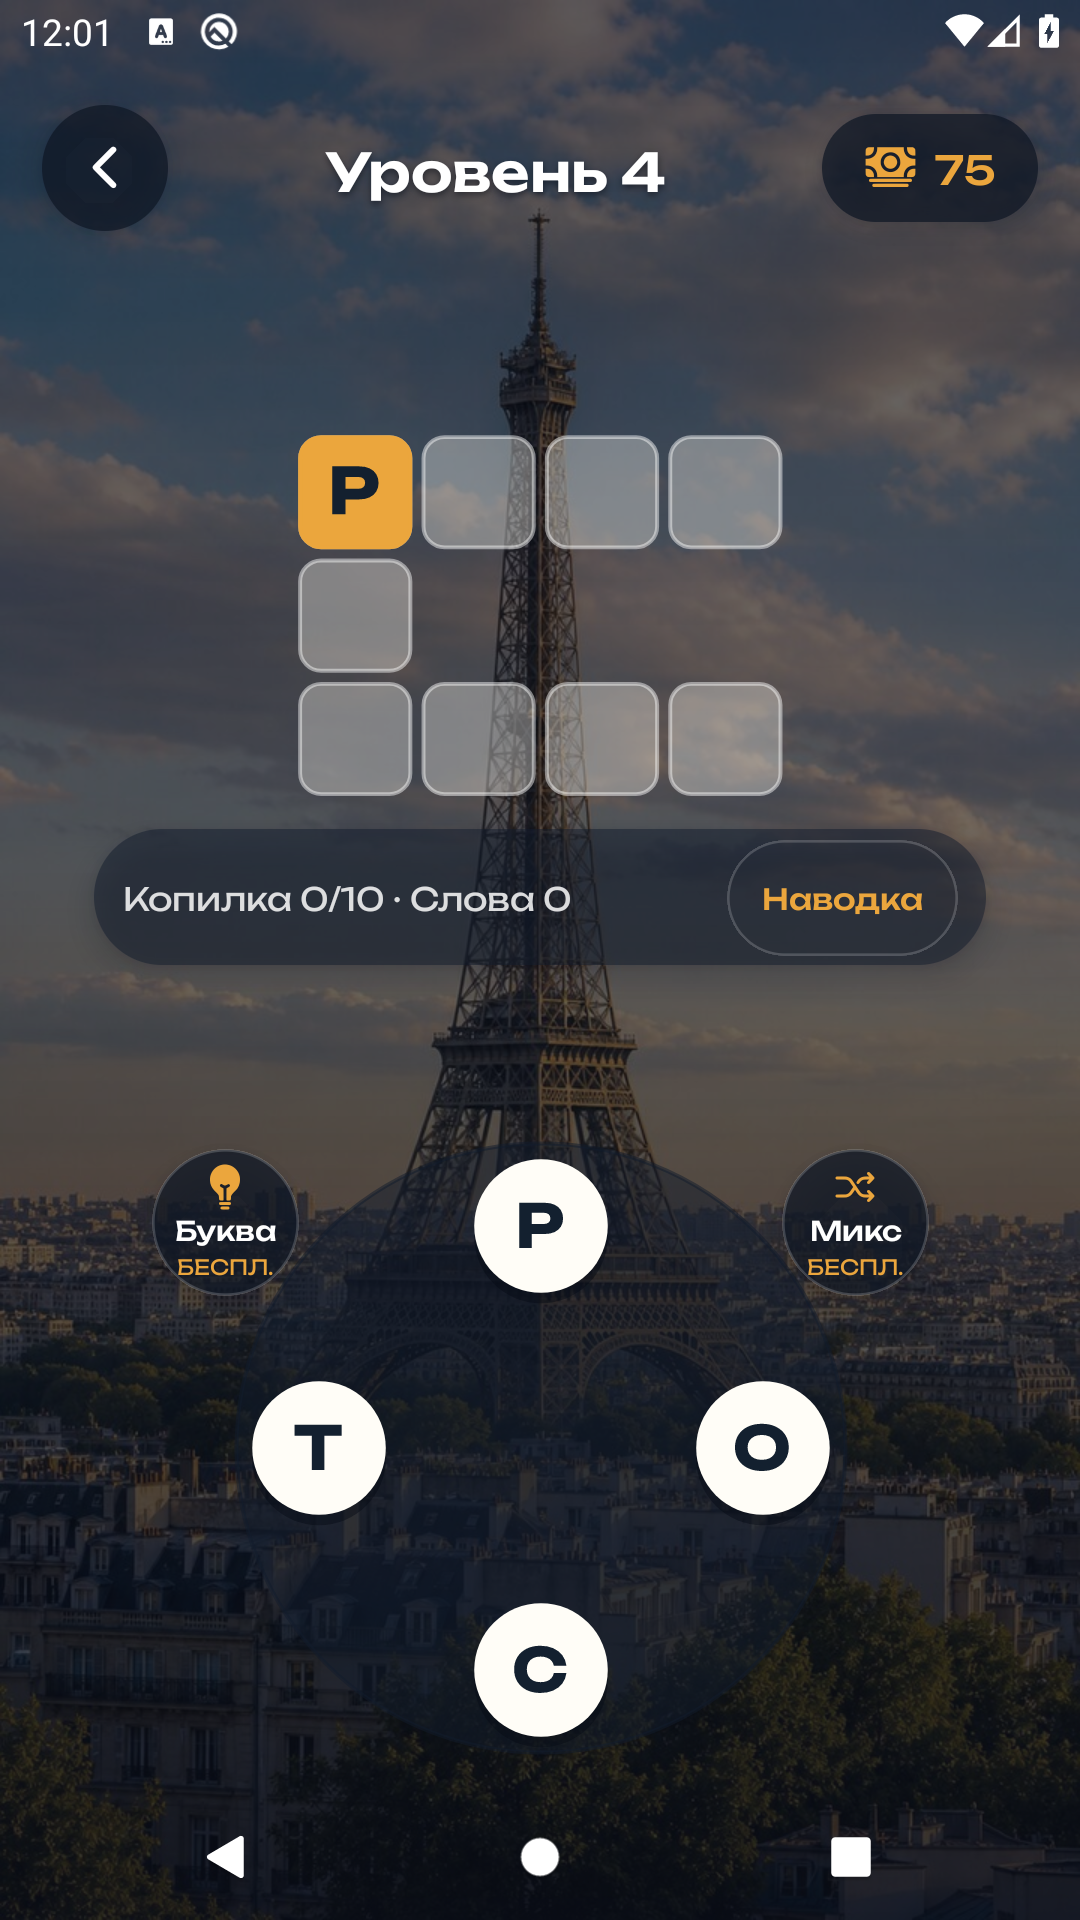 12:01
Уровень 4
75
Р
Копилка 0/10 · Слова 0
Наводка
Буква
БЕСПЛ.
Р
Микс
БЕСПЛ.
Т
О
С